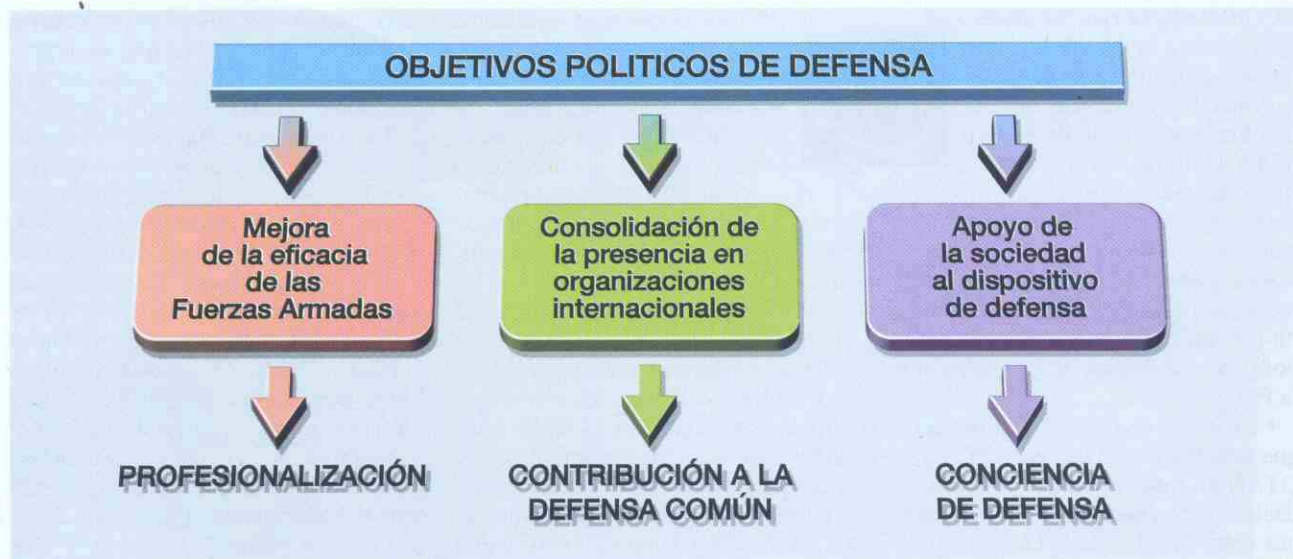 OBJETIVOS POLITICOS DE DEFENSA
Mejora
de la eficacia
de las
Fuerzas Armadas
Consolidación de
la presencia en
organizaciones
internacionales
Apoyo de
la sociedad
al dispositivo
de defensa
PROFESIONALIZACIÓN
CONTRIBUCIÓN A LA
DEFENSA COMÚN
CONCIENCIA
DE DEFENSA